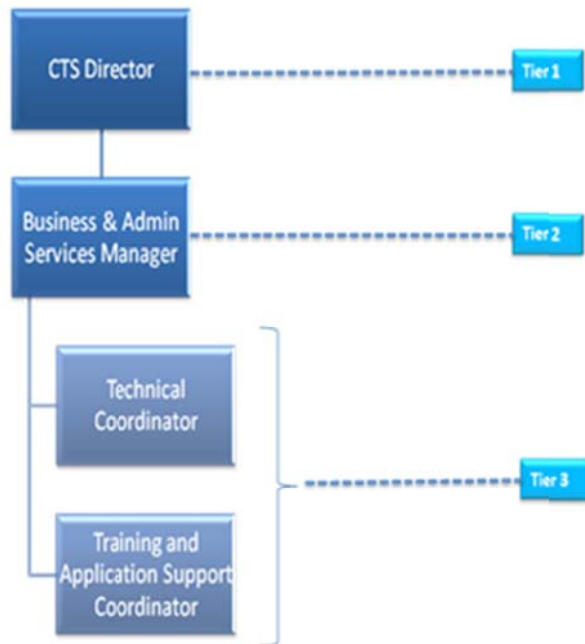 CTS Director
Tier 1
Business & Admin
Services Manager
Tier 2
Technical
Coordinator
Tier 3
Training and
Application Support
Coordinator